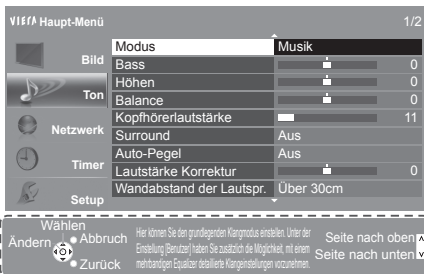 VIErA Haupt-Menü 1/2
Bild
Ton
Netzwerk
Timer
Setup
Modus Musik
Bass 0
Höhen 0
Balance 0
Kopfhörerlautstärke 11
Surround Aus
Auto-Pegel Aus
Lautstärke Korrektur 0
Wandabstand der Lautspr. Über 30cm
Wählen
Ändern
Abbruch
Zurück
Hier können Sie den grundlegenden Klangmodus einstellen. Unter der
Einstellung [Benutzer] haben Sie zusätzlich die Möglichkeit, mit einem
mehrbandigen Equalizer detaillierte Klangeinstellungen vorzunehmen.
Seite nach oben
Seite nach unten